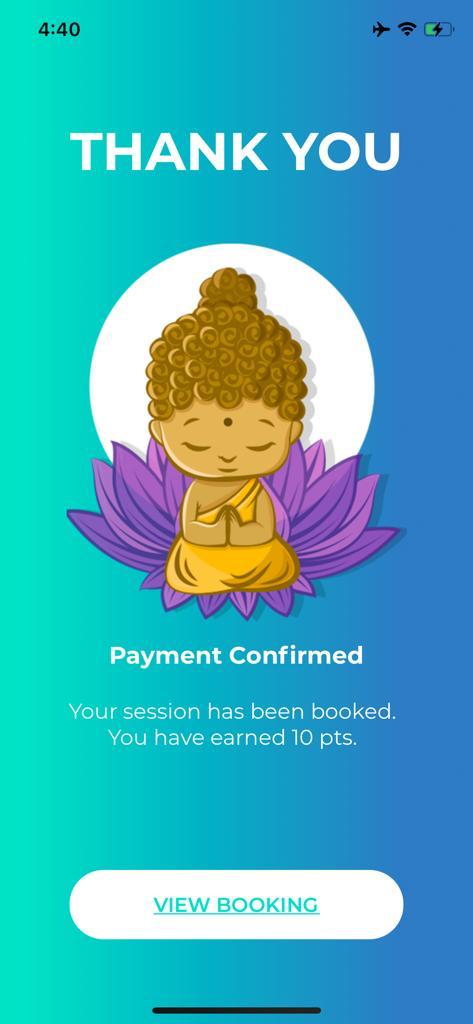 4:40
THANK YOU
Payment Confirmed
Your session has been booked.
You have earned 10 pts.
VIEW BOOKING